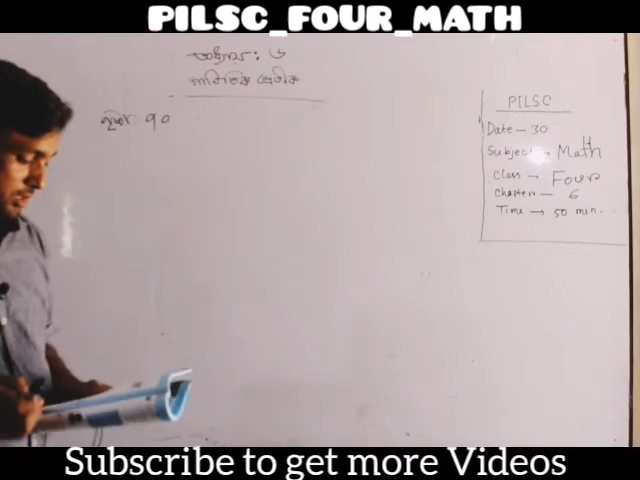 PILSC_FOUR_MATH
অধ্যায়: ৬
গাণিতিক প্রতীক
পৃষ্ঠা: ৭০
PILSC
Date - 30
Subject → Math
Class → Four
Chapter - 6
Time → 50 min.
Subscribe to get more Videos